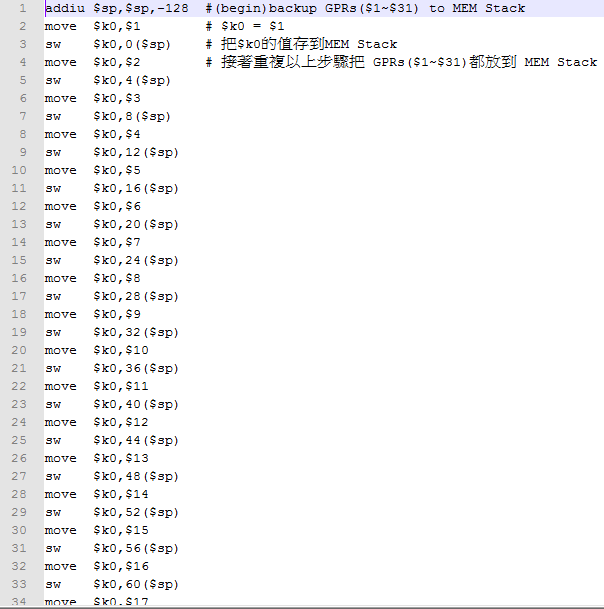 1 addiu $sp,$sp,-128 #(begin)backup GPRs($1~$31) to MEM Stack
2 move $k0,$1 # $k0 = $1
3 sw $k0,0($sp) # 把$k0的值存到MEM Stack
4 move $k0,$2 # 接著重複以上步驟把 GPRs($1~$31)都放到 MEM Stack
5 sw $k0,4($sp)
6 move $k0,$3
7 sw $k0,8($sp)
8 move $k0,$4
9 sw $k0,12($sp)
10 move $k0,$5
11 sw $k0,16($sp)
12 move $k0,$6
13 sw $k0,20($sp)
14 move $k0,$7
15 sw $k0,24($sp)
16 move $k0,$8
17 sw $k0,28($sp)
18 move $k0,$9
19 sw $k0,32($sp)
20 move $k0,$10
21 sw $k0,36($sp)
22 move $k0,$11
23 sw $k0,40($sp)
24 move $k0,$12
25 sw $k0,44($sp)
26 move $k0,$13
27 sw $k0,48($sp)
28 move $k0,$14
29 sw $k0,52($sp)
30 move $k0,$15
31 sw $k0,56($sp)
32 move $k0,$16
33 sw $k0,60($sp)
34 move $k0,$17